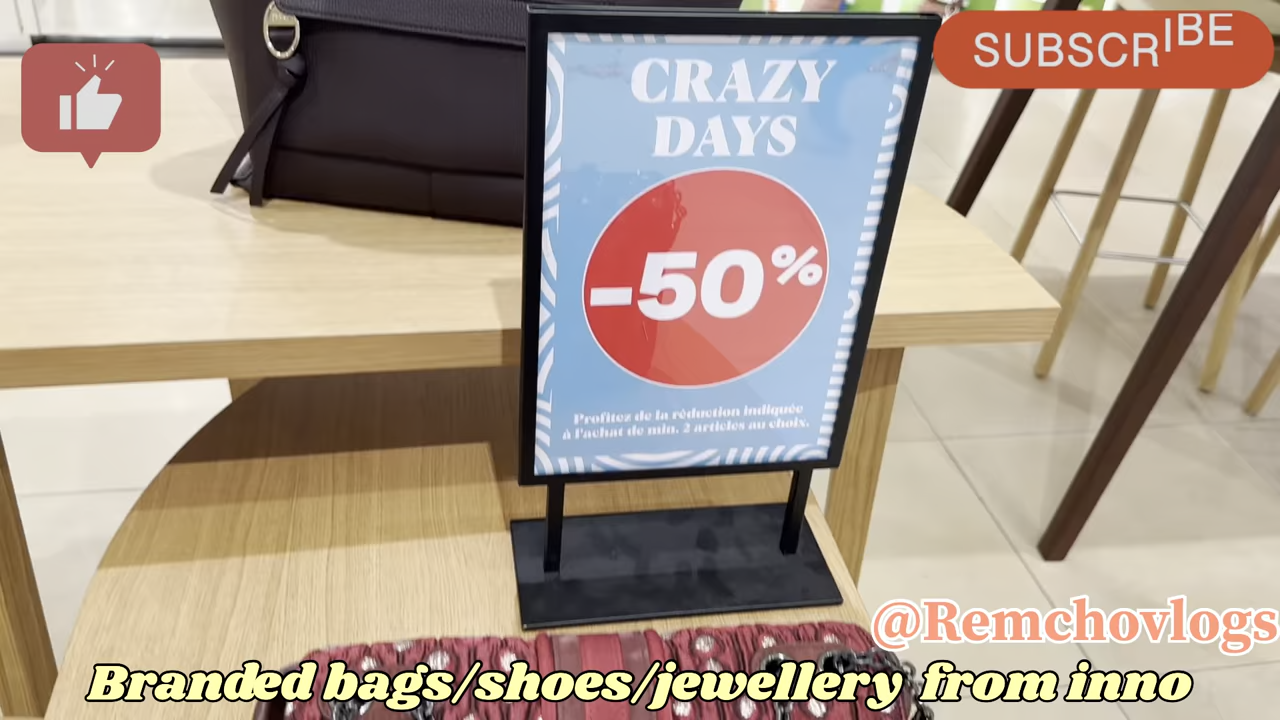 SUBSCRIBE
CRAZY
DAYS
-50%
Profitez de la réduction indiquée
à l'achat de min. 2 articles au choix.
@Remchovlogs
Branded bags/shoes/jewellery from inno